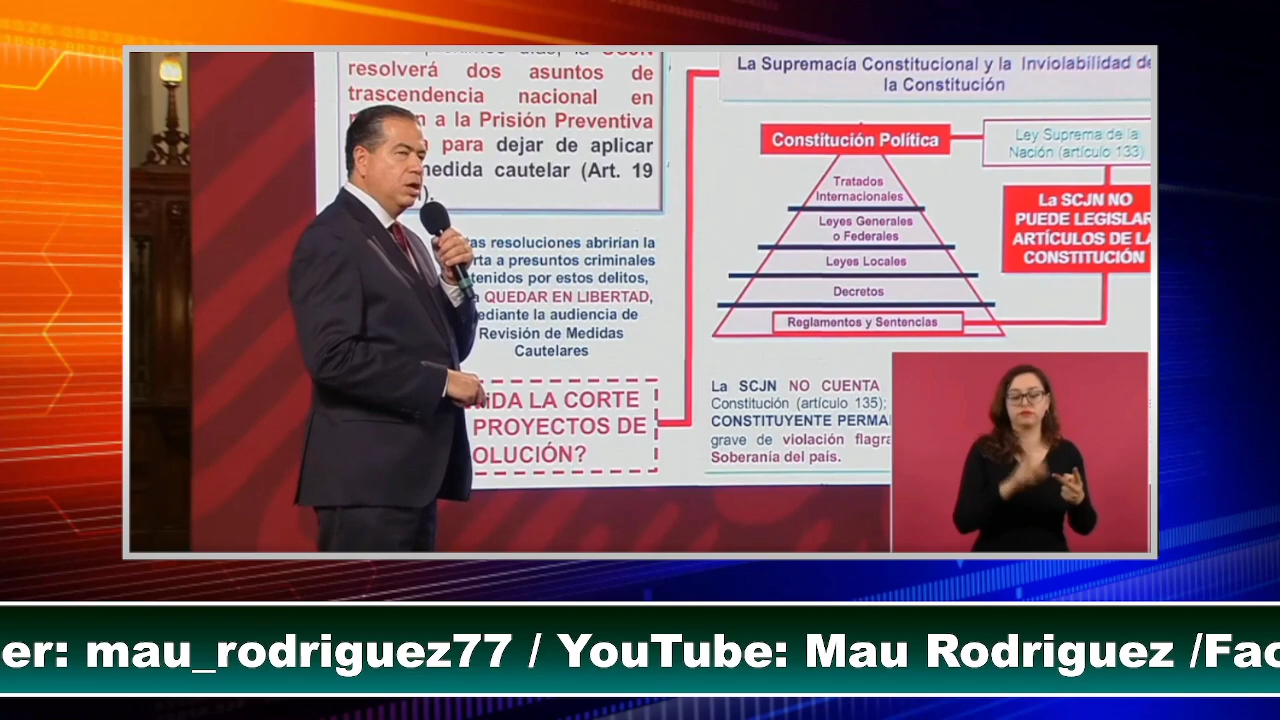 SCJN
resolverá dos asuntos de
trascendencia nacional en
a la Prisión Preventiva
para dejar de aplicar
medida cautelar (Art. 19
resoluciones abrirían la
a presuntos criminales
por estos delitos,
QUEDAR EN LIBERTAD,
mediante la audiencia de
Revisión de Medidas
Cautelares
LA CORTE
PROYECTOS DE
La Supremacía Constitucional y la Inviolabilidad de
la Constitución
Constitución Política
Ley Suprema de la
Nación (artículo 133)
Tratados
Internacionales
Leyes Generales
o Federales
Leyes Locales
Decretos
Reglamentos y Sentencias
La SCJN NO
PUEDE LEGISLAR
ARTÍCULOS DE LA
CONSTITUCIÓN
La SCJN NO CUENTA
Constitución (artículo 135);
CONSTITUYENTE
grave de violación
Soberanía del país.
er: mau_rodriguez77 / YouTube: Mau Rodriguez /Fac